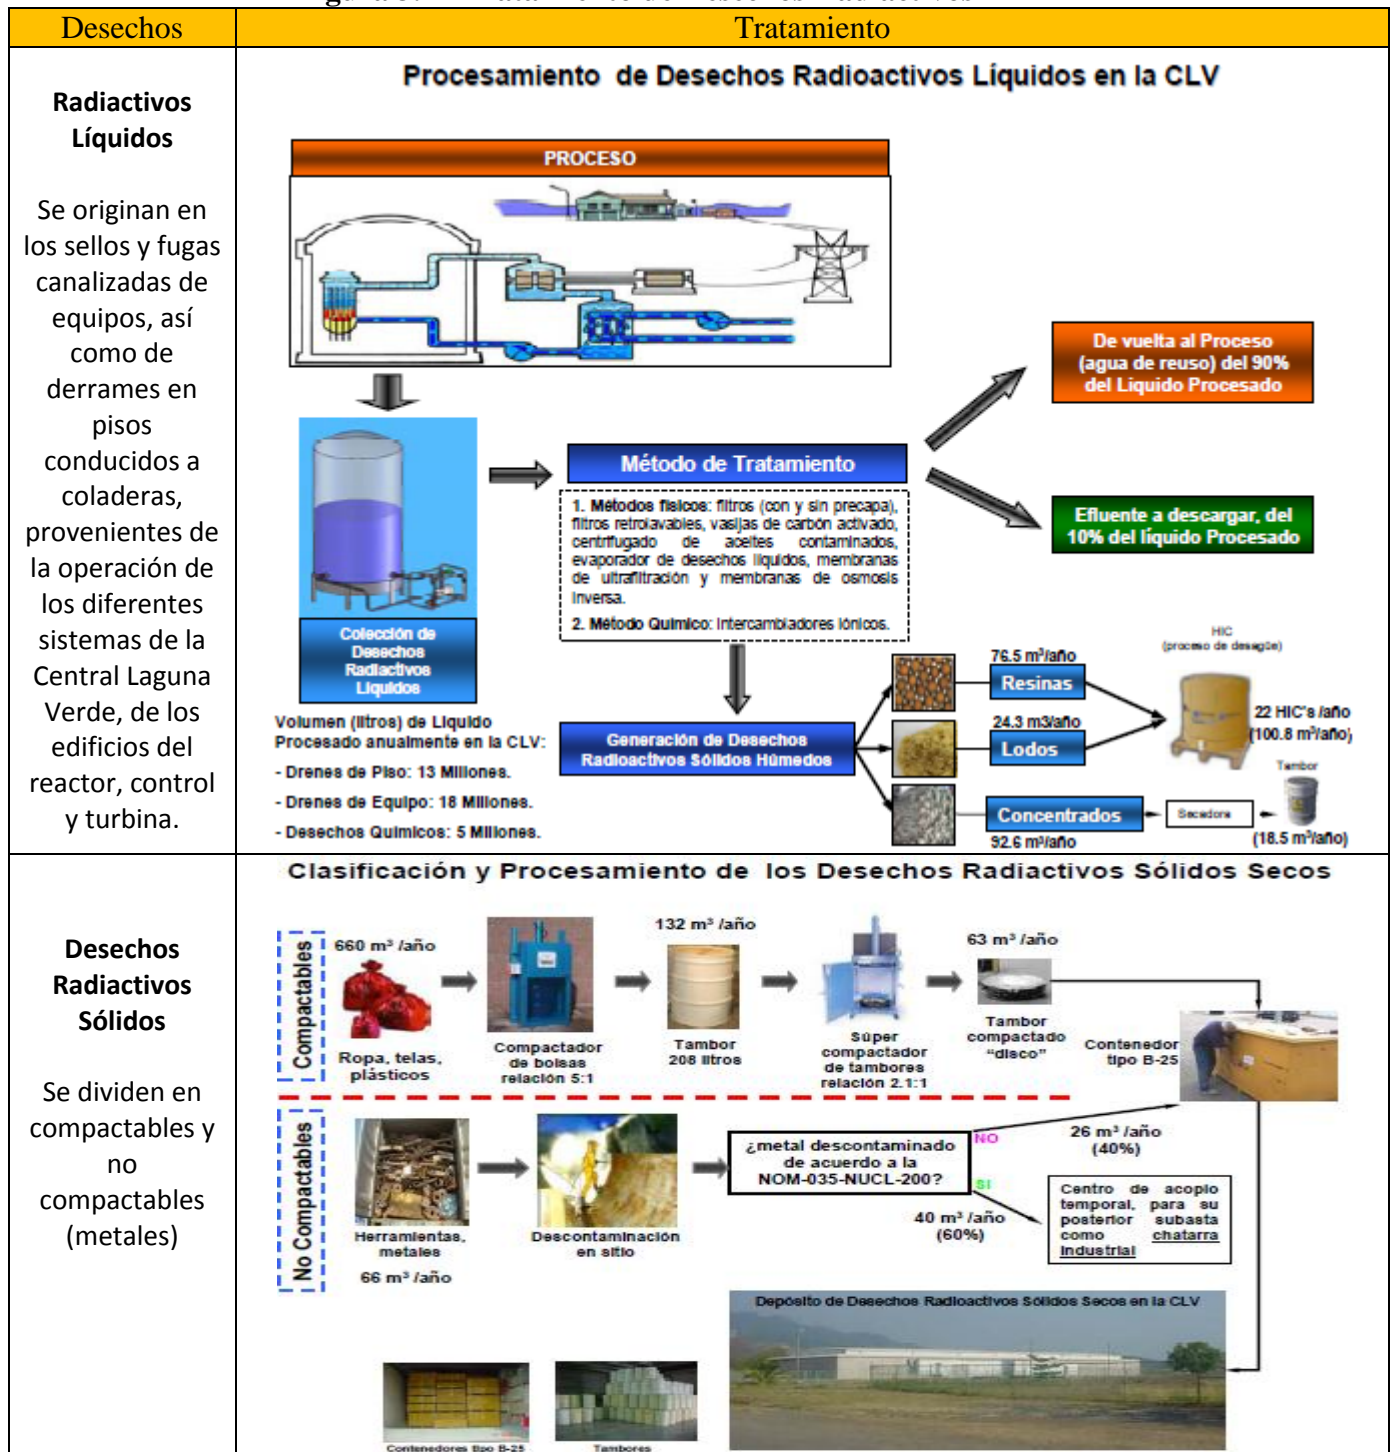 Desechos
Tratamiento
Radiactivos
Líquidos
Se originan en
los sellos y fugas
canalizadas de
equipos, así
como de
derrames en
pisos
conducidos a
coladeras,
provenientes de
la operación de
los diferentes
sistemas de la
Central Laguna
Verde, de los
edificios del
reactor, control
y turbina.
Procesamiento de Desechos Radioactivos Líquidos en la CLV
PROCESO
De vuelta al Proceso
(agua de reuso) del 90%
del Liquido Procesado
Método de Tratamiento
1. Métodos físicos: filtros (con y sin precapa),
filtros retrolavables, vasijas de carbón activado,
centrifugado de aceites contaminados,
evaporador de desechos líquidos, membranas
de ultrafiltración y membranas de osmosis
inversa.
2. Método Químico: Intercambiadores iónicos.
Efluente a descargar, del
10% del líquido Procesado
Colección de
Desechos
Radiactivos
Liquidos
Volumen (litros) de Liquido
Procesado anualmente en la CLV:
- Drenes de Piso: 13 Millones.
- Drenes de Equipo: 18 Millones.
- Desechos Quimicos: 5 Millones.
Generación de Desechos
Radioactivos Sólidos Húmedos
76.5 m³/año
Resinas
24.3 m3/año
Lodos
Concentrados
92.6 m³/año
HIC
(proceso de desagüe)
22 HIC's /año
(100.8 m³/año)
Secadora
Tambor
(18.5 m³/año)
Desechos
Radiactivos
Sólidos
Se dividen en
compactables y
no
compactables
(metales)
Clasificación y Procesamiento de los Desechos Radiactivos Sólidos Secos
Compactables
660 m³ /año
Ropa, telas,
plásticos
Compactador
de bolsas
relación 5:1
132 m³ /año
Tambor
208 litros
Súper
compactador
de tambores
relación 2.1:1
63 m³ /año
Tambor
compactado
“disco”
Contenedor
tipo B-25
No Compactables
Herramientas,
metales
66 m³ /año
Descontaminación
en sitio
¿metal descontaminado
de acuerdo a la
NOM-035-NUCL-200?
NO
SI
26 m³ /año
(40%)
40 m³ /año
(60%)
Centro de acopio
temporal, para su
posterior subasta
como chatarra
industrial
Depósito de Desechos Radioactivos Sólidos Secos en la CLV
Contenedores tipo B-25
Tambores